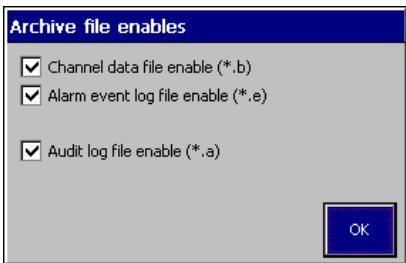 Archive file enables
Channel data file enable (*.b)
Alarm event log file enable (*.e)
Audit log file enable (*.a)
OK